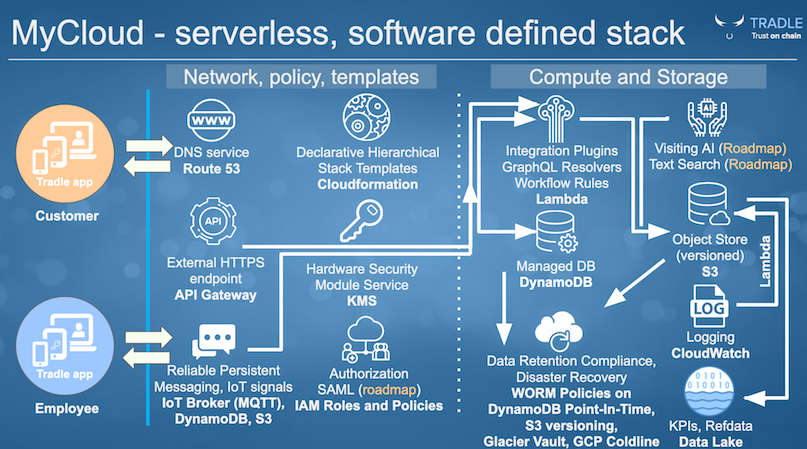 MyCloud - serverless, software defined stack
TRADLE
Trust on chain
Network, policy, templates
Compute and Storage
Tradle app
Customer
WWW
DNS service
Route 53
Declarative Hierarchical
Stack Templates
Cloudformation
Integration Plugins
GraphQL Resolvers
Workflow Rules
Lambda
AI
Visiting AI (Roadmap)
Text Search (Roadmap)
API
External HTTPS
endpoint
API Gateway
Hardware Security
Module Service
KMS
Managed DB
DynamoDB
Object Store
(versioned)
S3
Lambda
LOG
Logging
CloudWatch
Tradle app
Employee
Reliable Persistent
Messaging, IoT signals
IoT Broker (MQTT),
DynamoDB, S3
Authorization
SAML (roadmap)
IAM Roles and Policies
Data Retention Compliance,
Disaster Recovery
WORM Policies on
DynamoDB Point-In-Time,
S3 versioning,
Glacier Vault, GCP Coldline
0101
010010
KPIs, Refdata
Data Lake